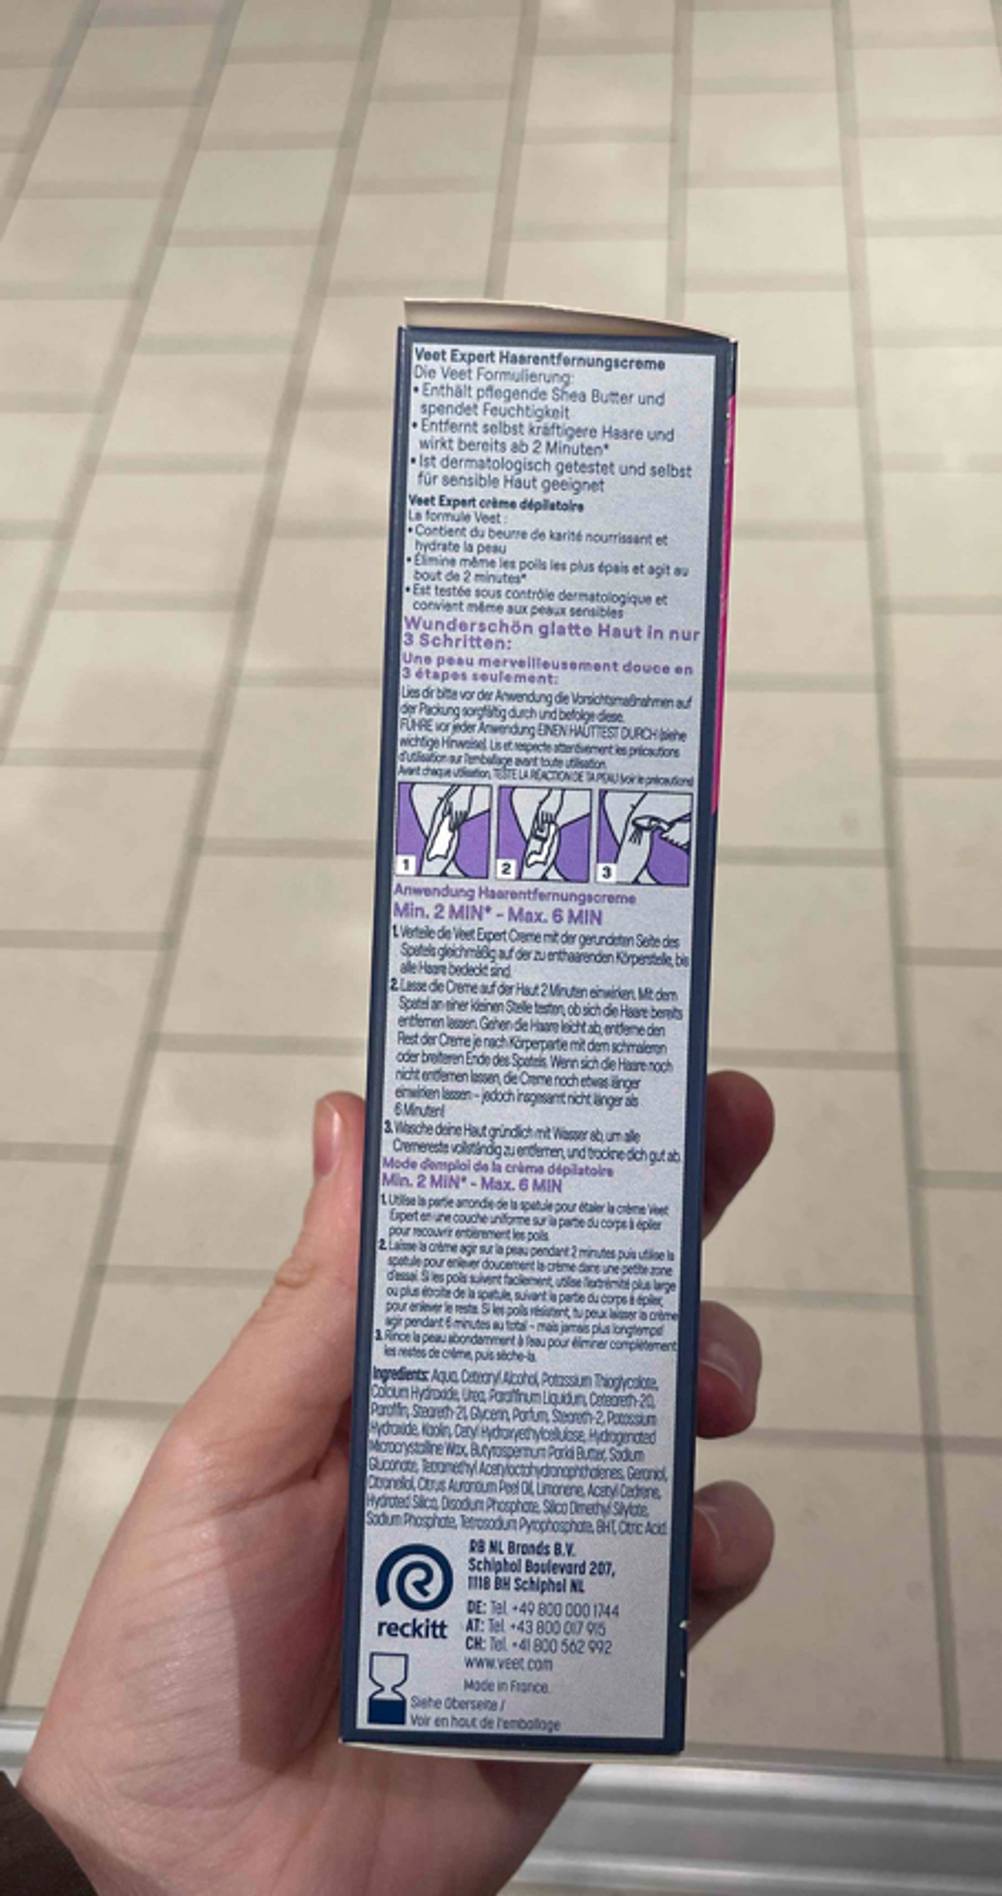 Veet Expert Haarentfernungscreme
Die Veet Formulierung:
• Enthält pflegende Shea Butter und
spendet Feuchtigkeit
• Entfernt selbst kräftigere Haare und
wirkt bereits ab 2 Minuten*
• Ist dermatologisch getestet und selbst
für sensible Haut geeignet
Veet Expert crème dépilatoire
La formule Veet :
• Contient du beurre de karité nourrissant et
hydrate la peau
• Élimine même les poils les plus épais et agit au
bout de 2 minutes*
• Est testée sous contrôle dermatologique et
convient même aux peaux sensibles
Wunderschön glatte Haut in nur
3 Schritten:
Une peau merveilleusement douce en
3 étapes seulement:
Lies dir bitte vor der Anwendung die Vorsichtsmaßnahmen auf
der Packung sorgfältig durch und befolge diese.
FÜHRE vor jeder Anwendung EINEN HAUTTEST DURCH (siehe
wichtige Hinweise). Lis et respecte attentivement les précautions
d'utilisation sur l'emballage avant toute utilisation.
Avant chaque utilisation, TESTE LA RÉACTION DE TA PEAU (voir le précautions)
1 2 3
Anwendung Haarentfernungscreme
Min. 2 MIN* - Max. 6 MIN
1. Verteile die Veet Expert Creme mit der gerundeten Seite des
Spatels gleichmäßig auf der zu enthaarenden Körperstelle, bis
alle Haare bedeckt sind.
2. Lasse die Creme auf der Haut 2 Minuten einwirken. Mit dem
Spatel an einer kleinen Stelle testen, ob sich die Haare bereits
entfernen lassen. Gehen die Haare leicht ab, entferne den
Rest der Creme je nach Körperpartie mit dem schmaleren
oder breiteren Ende des Spatels. Wenn sich die Haare noch
nicht entfernen lassen, die Creme noch etwas länger
einwirken lassen - jedoch insgesamt nicht länger als
6 Minuten!
3. Wasche deine Haut gründlich mit Wasser ab, um alle
Cremereste vollständig zu entfernen, und trockne dich gut ab.
Mode d'emploi de la crème dépilatoire
Min. 2 MIN* - Max. 6 MIN
1. Utilise la partie arrondie de la spatule pour étaler la crème Veet
Expert en une couche uniforme sur la partie du corps à épiler
pour recouvrir entièrement les poils.
2. Laisse la crème agir sur la peau pendant 2 minutes puis utilise la
spatule pour enlever doucement la crème dans une petite zone
d'essai. Si les poils suivent facilement, utilise l'extrémité plus large
ou plus étroite de la spatule, suivant la partie du corps à épiler,
pour enlever le reste. Si les poils résistent, tu peux laisser la crème
agir pendant 6 minutes au total - mais jamais plus longtemps!
3. Rince la peau abondamment à l'eau pour éliminer complètement
les restes de crème, puis sèche-la.
Ingredients: Aqua, Cetearyl Alcohol, Potassium Thioglycolate,
Calcium Hydroxide, Urea, Paraffinum Liquidum, Ceteareth-20,
Paraffin, Steareth-21, Glycerin, Parfum, Steareth-2, Potassium
Hydroxide, Kaolin, Cetyl Hydroxyethylcellulose, Hydrogenated
Microcrystalline Wax, Butyrospermum Parkii Butter, Sodium
Gluconate, Tetramethyl Acetyloctahydronaphthalenes, Geraniol,
Citronellol, Citrus Aurantium Peel Oil, Limonene, Acetyl Cedrene,
Hydrated Silica, Disodium Phosphate, Silica Dimethyl Silylate,
Sodium Phosphate, Tetrasodium Pyrophosphate, BHT, Citric Acid
RB NL Brands B.V.
Schiphol Boulevard 207,
1118 BH Schiphol NL
DE: Tel. +49 800 000 1744
AT: Tel. +43 800 017 915
CH: Tel. +41 800 562 992
www.veet.com
reckitt
Made in France.
Siehe Oberseite /
Voir en haut de l'emballage